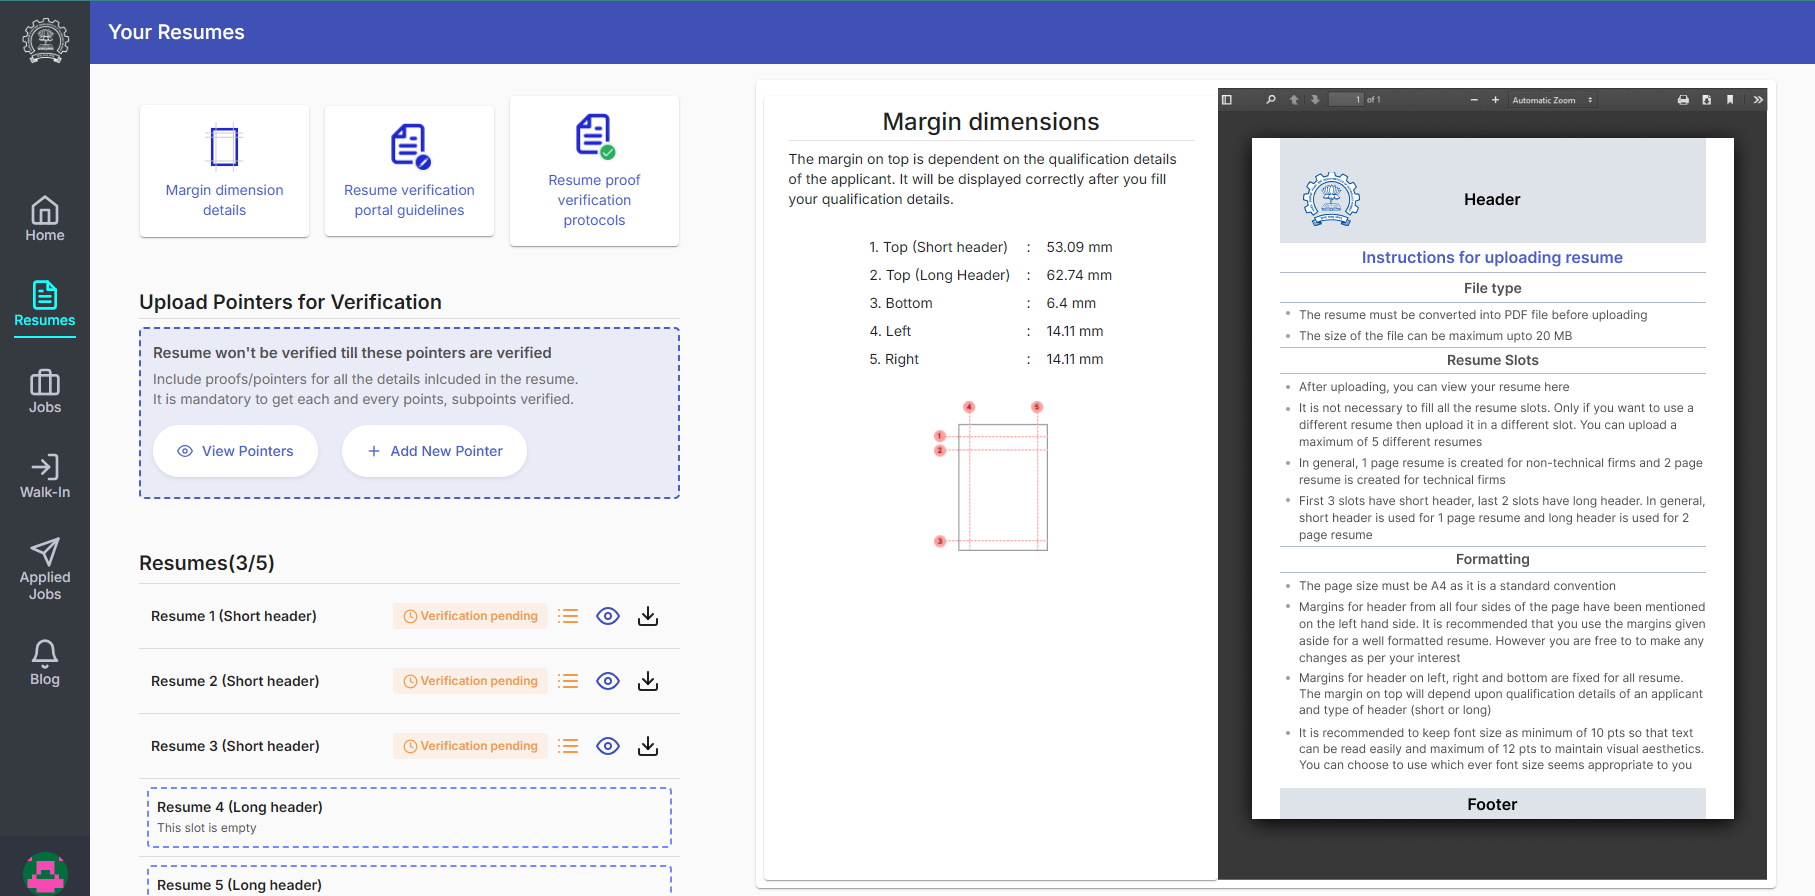 Your Resumes
Home
Resumes
Jobs
Walk-In
Applied
Jobs
Blog
Margin dimension
details
Resume verification
portal guidelines
Resume proof
verification
protocols
Upload Pointers for Verification
Resume won't be verified till these pointers are verified
Include proofs/pointers for all the details inlcuded in the resume.
It is mandatory to get each and every points, subpoints verified.
View Pointers
Add New Pointer
Resumes(3/5)
Resume 1 (Short header) Verification pending
Resume 2 (Short header) Verification pending
Resume 3 (Short header) Verification pending
Resume 4 (Long header)
This slot is empty
Resume 5 (Long header)
Margin dimensions
The margin on top is dependent on the qualification details
of the applicant. It will be displayed correctly after you fill
your qualification details.
1. Top (Short header) : 53.09 mm
2. Top (Long Header) : 62.74 mm
3. Bottom : 6.4 mm
4. Left : 14.11 mm
5. Right : 14.11 mm
4 5
1
2
3
1 of 1 Automatic Zoom
Header
Instructions for uploading resume
File type
The resume must be converted into PDF file before uploading
The size of the file can be maximum upto 20 MB
Resume Slots
After uploading, you can view your resume here
It is not necessary to fill all the resume slots. Only if you want to use a
different resume then upload it in a different slot. You can upload a
maximum of 5 different resumes
In general, 1 page resume is created for non-technical firms and 2 page
resume is created for technical firms
First 3 slots have short header, last 2 slots have long header. In general,
short header is used for 1 page resume and long header is used for 2
page resume
Formatting
The page size must be A4 as it is a standard convention
Margins for header from all four sides of the page have been mentioned
on the left hand side. It is recommended that you use the margins given
aside for a well formatted resume. However you are free to to make any
changes as per your interest
Margins for header on left, right and bottom are fixed for all resume.
The margin on top will depend upon qualification details of an applicant
and type of header (short or long)
It is recommended to keep font size as minimum of 10 pts so that text
can be read easily and maximum of 12 pts to maintain visual aesthetics.
You can choose to use which ever font size seems appropriate to you
Footer